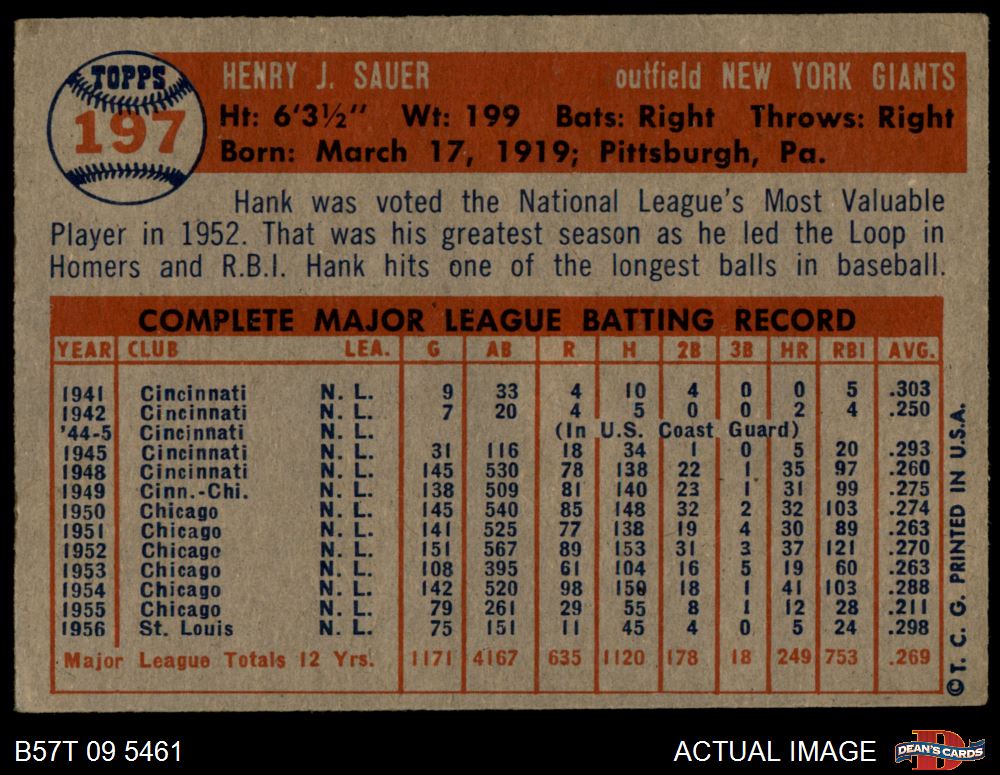 TOPPS
197
HENRY J. SAUER outfield NEW YORK GIANTS
Ht: 6'3½" Wt: 199 Bats: Right Throws: Right
Born: March 17, 1919; Pittsburgh, Pa.
Hank was voted the National League's Most Valuable
Player in 1952. That was his greatest season as he led the Loop in
Homers and R.B.I. Hank hits one of the longest balls in baseball.
COMPLETE MAJOR LEAGUE BATTING RECORD
YEAR CLUB LEA. G AB R H 2B 3B HR RBI AVG.
1941 Cincinnati N. L. 9 33 4 10 4 0 0 5 .303
1942 Cincinnati N. L. 7 20 4 5 0 0 2 4 .250
'44-5 Cincinnati N. L. (In U.S. Coast Guard)
1945 Cincinnati N. L. 31 116 18 34 1 0 5 20 .293
1948 Cincinnati N. L. 145 530 78 138 22 1 35 97 .260
1949 Cinn.-Chi. N. L. 138 509 81 140 23 1 31 99 .275
1950 Chicago N. L. 145 540 85 148 32 2 32 103 .274
1951 Chicago N. L. 141 525 77 138 19 4 30 89 .263
1952 Chicago N. L. 151 567 89 153 31 3 37 121 .270
1953 Chicago N. L. 108 395 61 104 16 5 19 60 .263
1954 Chicago N. L. 142 520 98 150 18 1 41 103 .288
1955 Chicago N. L. 79 261 29 55 8 1 12 28 .211
1956 St. Louis N. L. 75 151 11 45 4 0 5 24 .298
Major League Totals 12 Yrs. 1171 4167 635 1120 178 18 249 753 .269
©T. C. G. PRINTED IN U.S.A.
B57T 09 5461 ACTUAL IMAGE DEAN'S CARDS